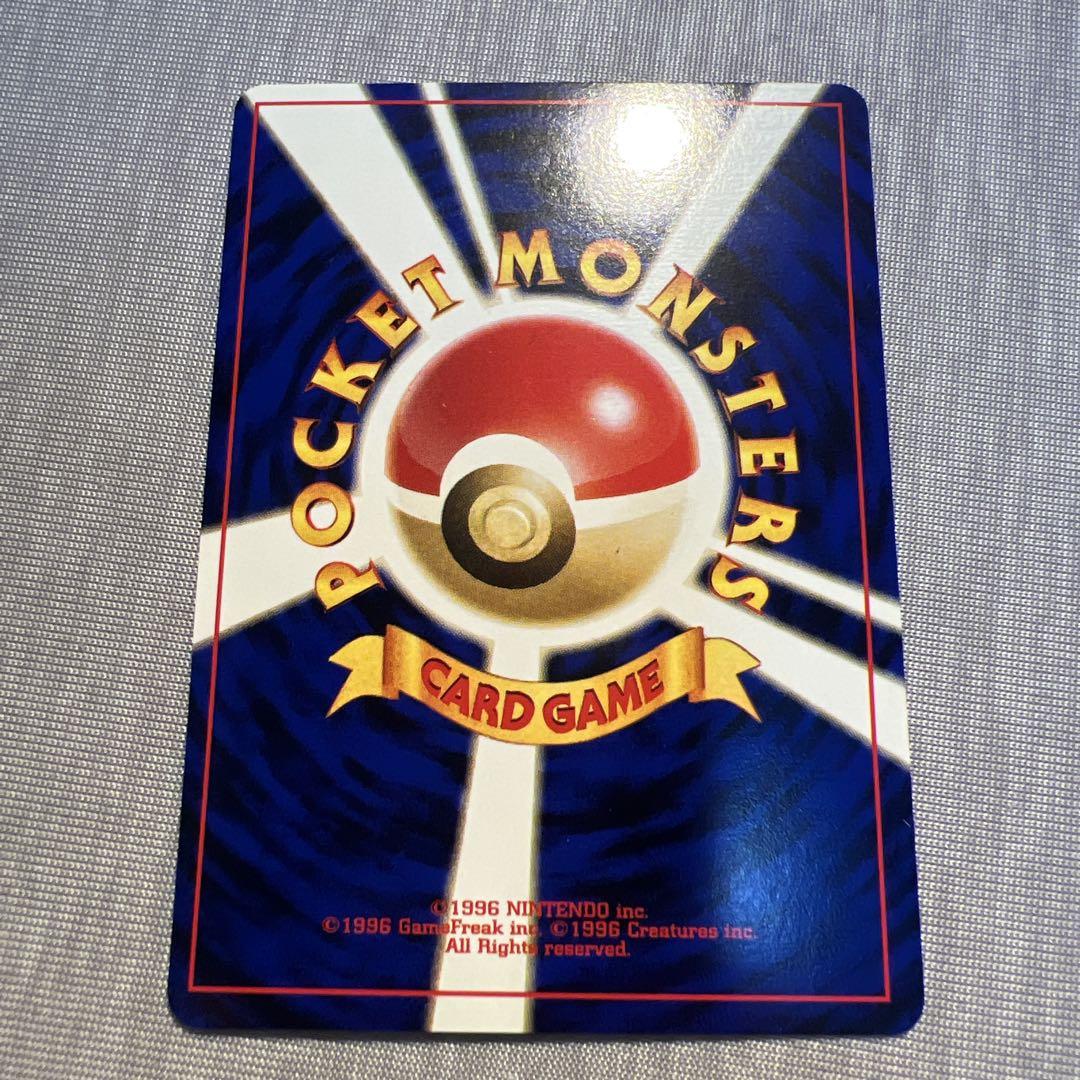 POCKET MONSTERS
CARD GAME
©1996 NINTENDO inc.
©1996 GameFreak inc. ©1996 Creatures inc.
All Rights reserved.